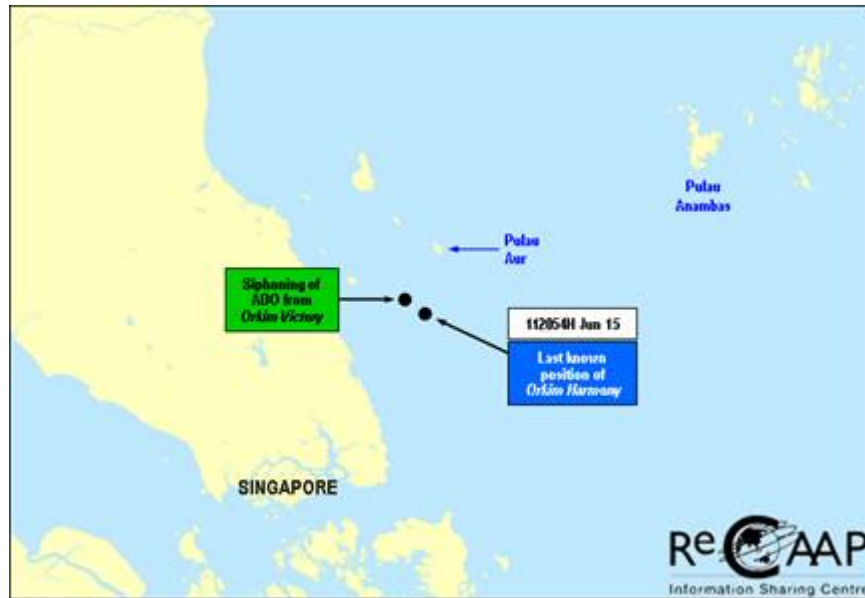 Pulau
Anambas
Pulau
Aur
Siphoning of
ADO from
Orkim Victory
112054H Jun 15
Last known
position of
Orkim Harmony
SINGAPORE
ReCAAP
Information Sharing Centre